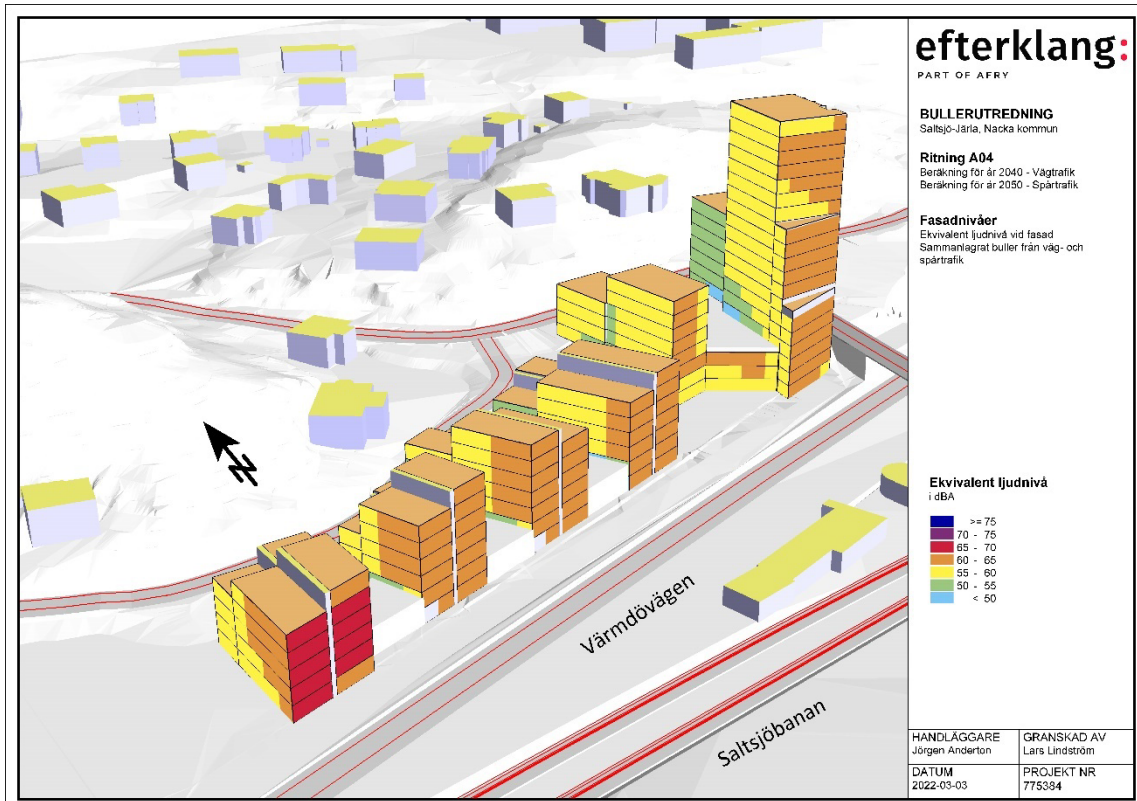 efterklang:
PART OF AFRY
BULLERUTREDNING
Saltsjö-Järla, Nacka kommun
Ritning A04
Beräkning för år 2040 - Vägtrafik
Beräkning för år 2050 - Spårtrafik
Fasadnivåer
Ekvivalent ljudnivå vid fasad
Sammanlagrat buller från väg- och
spårtrafik
Ekvivalent ljudnivå
i dBA
>= 75
70 - 75
65 - 70
60 - 65
55 - 60
50 - 55
< 50
Värmdövägen
Saltsjöbanan
N
HANDLÄGGARE
Jörgen Anderton
GRANSKAD AV
Lars Lindström
DATUM
2022-03-03
PROJEKT NR
775384